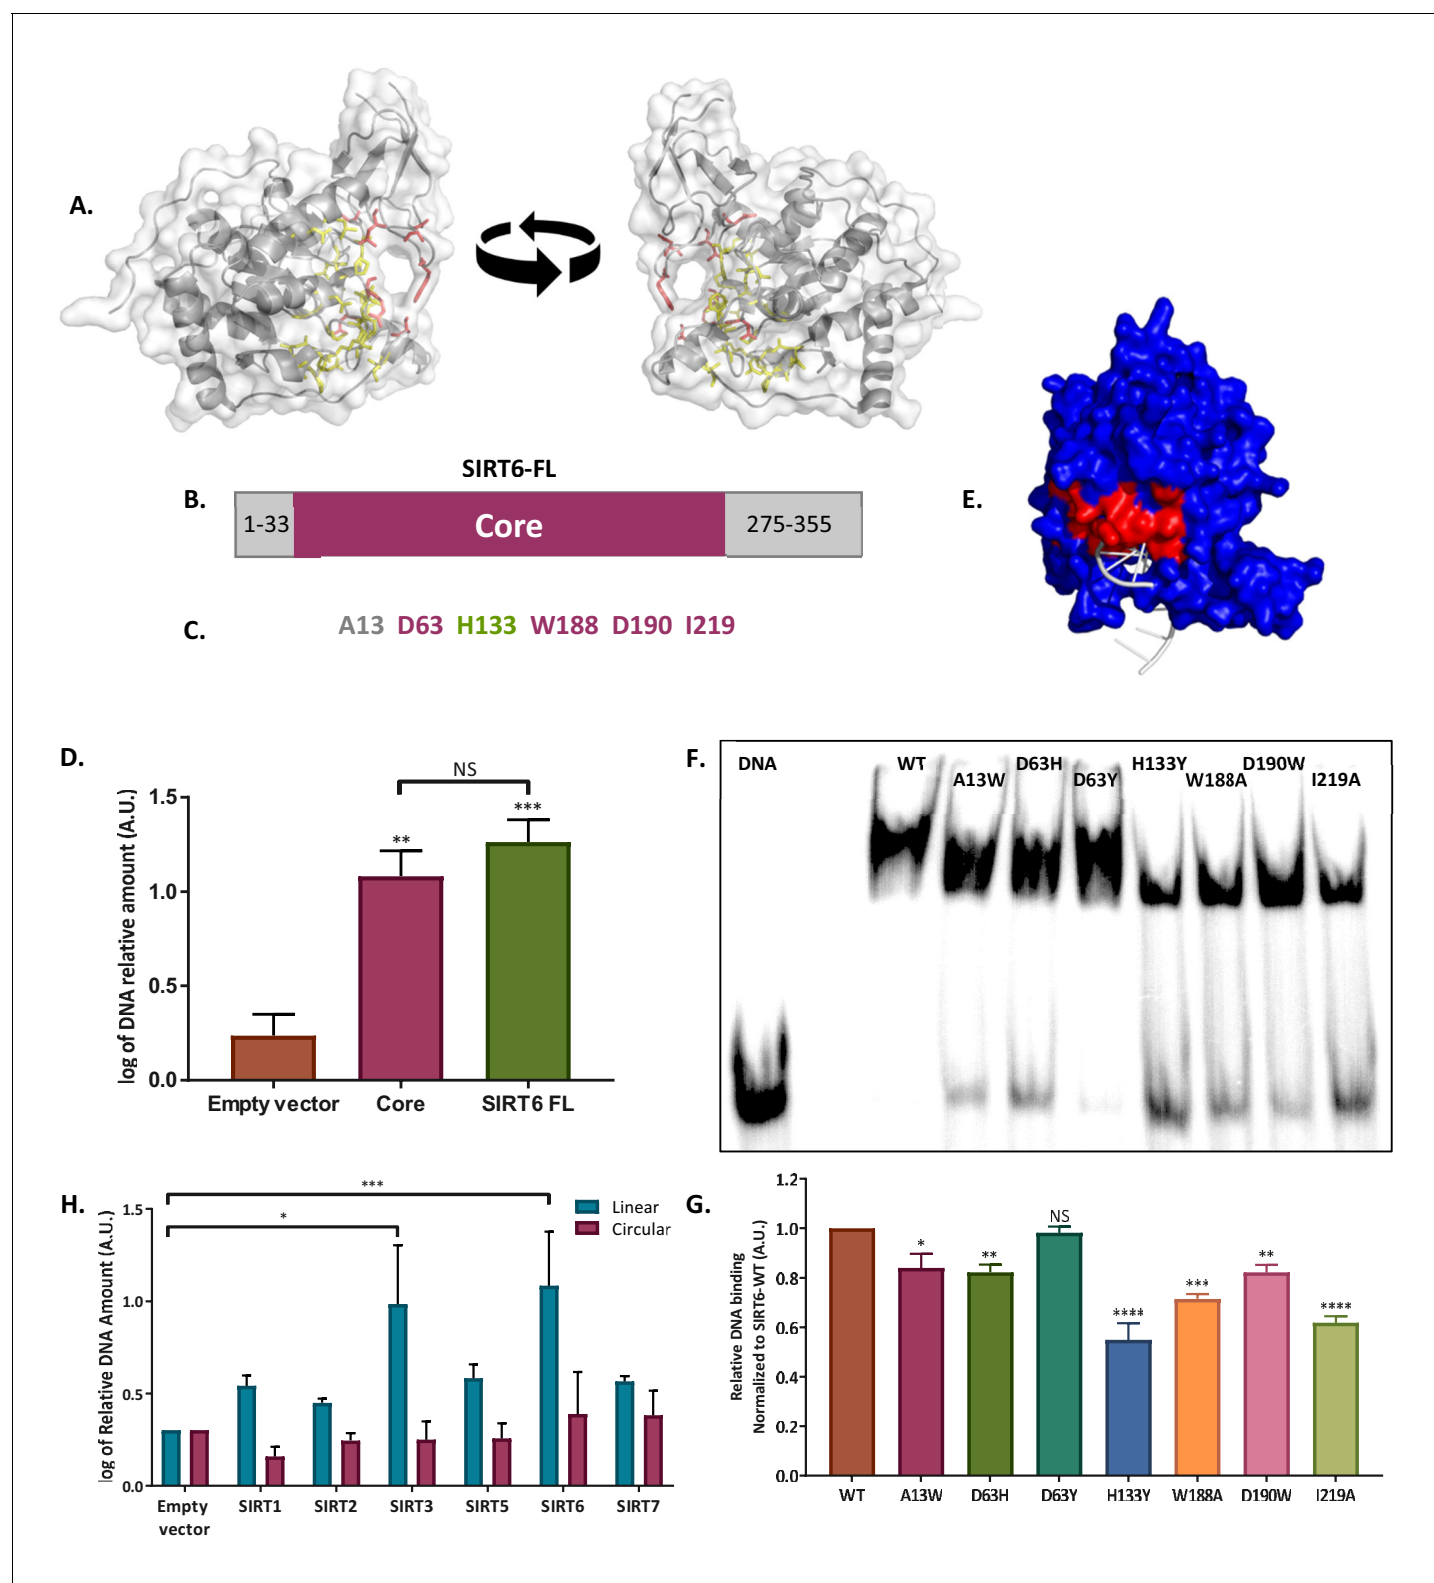 A.
SIRT6-FL
B.
1-33
Core
275-355
E.
C.
A13 D63 H133 W188 D190 I219
D.
NS
**
***
log of DNA relative amount (A.U.)
1.5
1.0
0.5
0.0
Empty vector
Core
SIRT6 FL
F.
DNA
WT
A13W
D63H
D63Y
H133Y
W188A
D190W
I219A
H.
***
*
Linear
Circular
log of Relative DNA Amount (A.U.)
1.5
1.0
0.5
0.0
Empty
vector
SIRT1
SIRT2
SIRT3
SIRT5
SIRT6
SIRT7
G.
Relative DNA binding
Normalized to SIRT6-WT (A.U.)
1.2
1.0
0.8
0.6
0.4
0.2
0.0
*
**
NS
****
***
**
****
WT
A13W
D63H
D63Y
H133Y
W188A
D190W
I219A